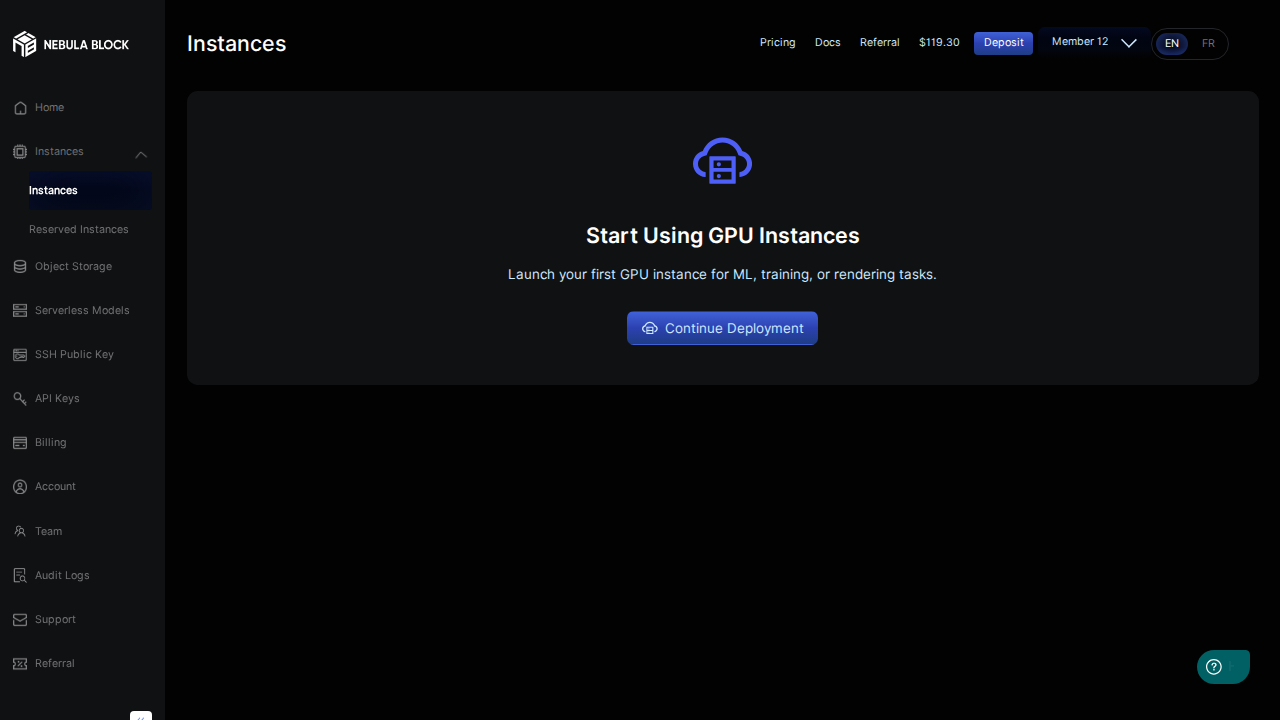 NEBULA BLOCK
Home
Instances
Instances
Reserved Instances
Object Storage
Serverless Models
SSH Public Key
API Keys
Billing
Account
Team
Audit Logs
Support
Referral
Instances
Pricing
Docs
Referral
$119.30
Deposit
Member 12
EN
FR
Start Using GPU Instances
Launch your first GPU instance for ML, training, or rendering tasks.
Continue Deployment